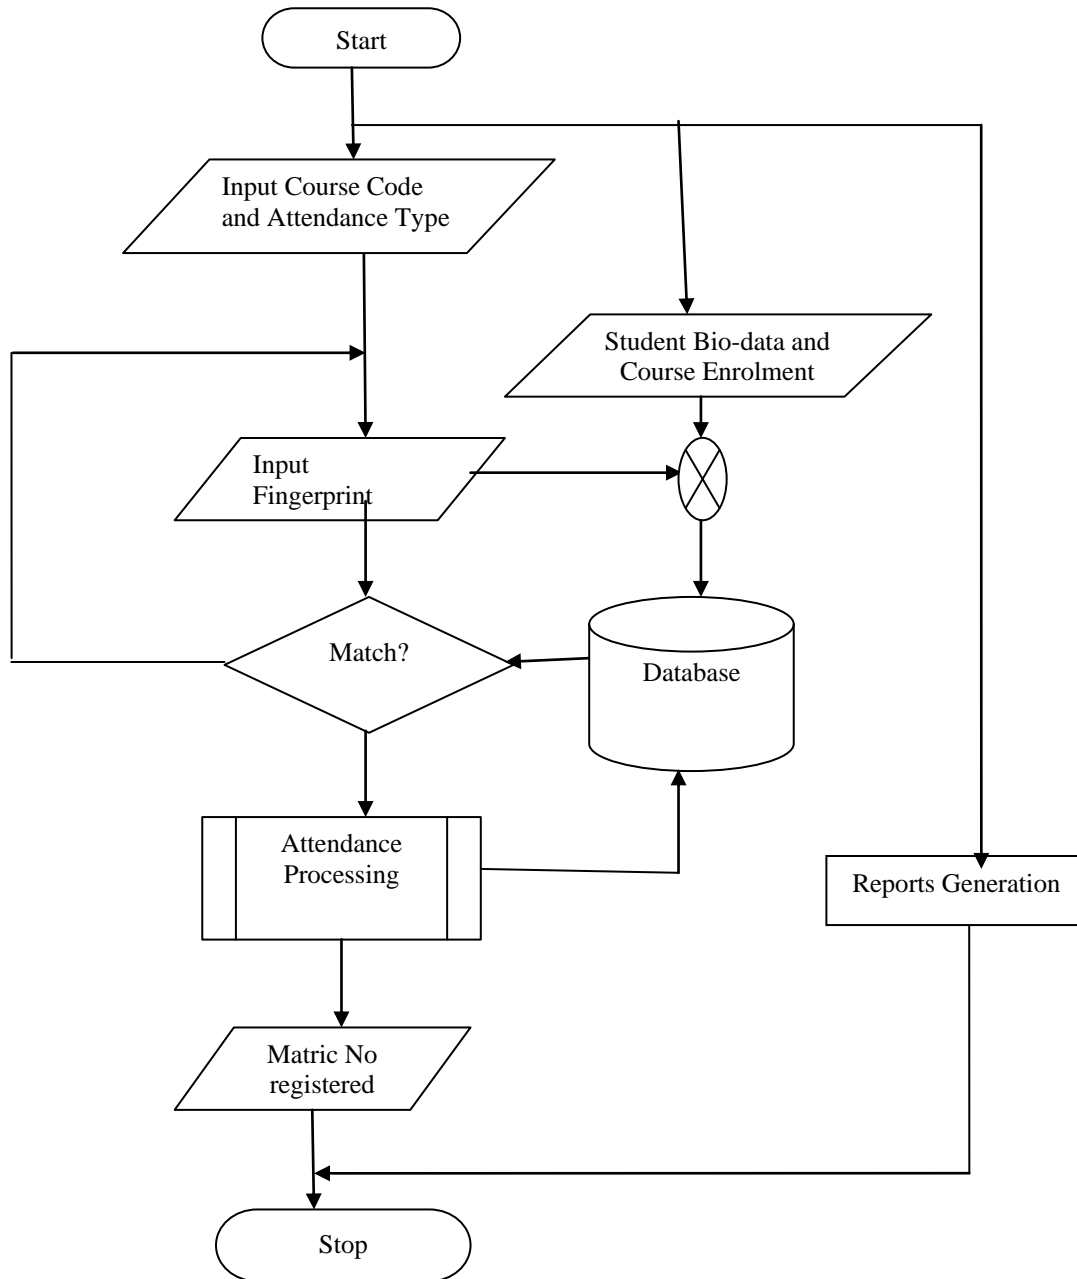 Start
Input Course Code
and Attendance Type
Student Bio-data and
Course Enrolment
Input
Fingerprint
Match?
Database
Attendance
Processing
Reports Generation
Matric No
registered
Stop